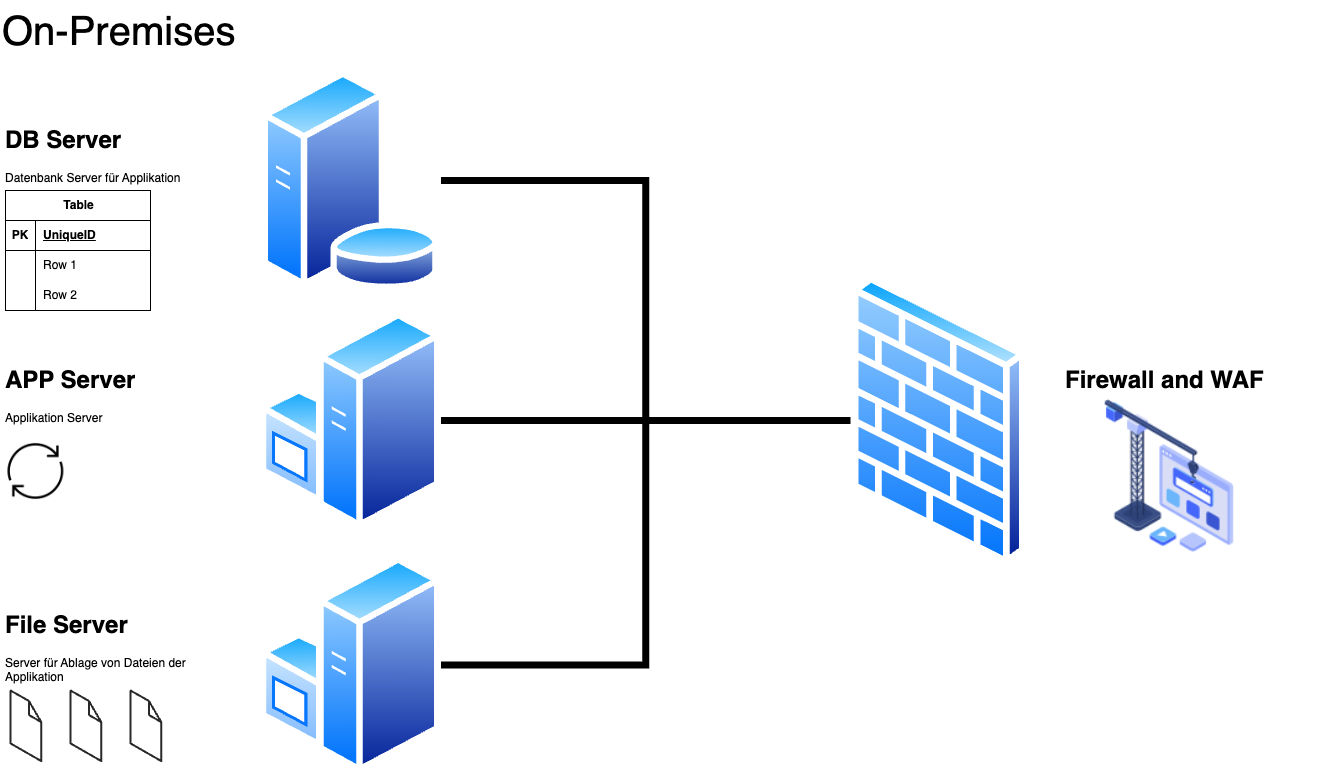 On-Premises
DB Server
Datenbank Server für Applikation
Table
PK UniqueID
Row 1
Row 2
APP Server
Applikation Server
Firewall and WAF
File Server
Server für Ablage von Dateien der
Applikation